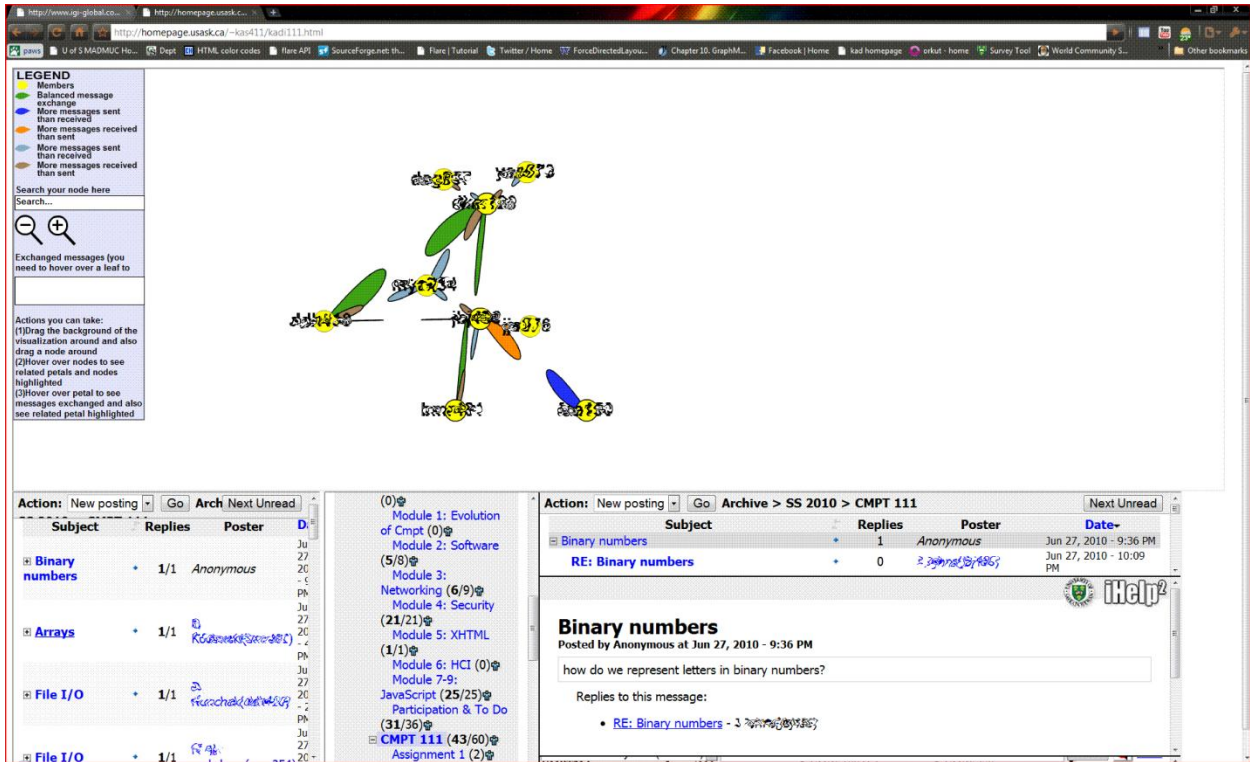 http://www.igi-global.co...
http://homepage.usask.c...
http://homepage.usask.ca/~kas411/kadi111.html
paws
U of S MADMUC Ho...
Dept
HTML color codes
flare API
SourceForge.net: th...
Flare | Tutorial
Twitter / Home
ForceDirectedLayou...
Chapter 10. GraphM...
Facebook | Home
kad homepage
orkut - home
Survey Tool
World Community S...
Other bookmarks
LEGEND
Members
Balanced message
exchange
More messages sent
than received
More messages received
than sent
More messages sent
than received
More messages received
than sent
Search your node here
Search...
Exchanged messages (you
need to hover over a leaf to
Actions you can take:
(1)Drag the background of the
visualization around and also
drag a node around
(2)Hover over nodes to see
related petals and nodes
highlighted
(3)Hover over petal to see
messages exchanged and also
see related petal highlighted
Action: New posting Go Arch Next Unread
Subject Replies Poster
Binary
numbers
1/1 Anonymous
Arrays 1/1
File I/O 1/1
File I/O 1/1
(0)
Module 1: Evolution
of Cmpt (0)
Module 2: Software
(5/8)
Module 3:
Networking (6/9)
Module 4: Security
(21/21)
Module 5: XHTML
(1/1)
Module 6: HCI (0)
Module 7-9:
JavaScript (25/25)
Participation & To Do
(31/36)
CMPT 111 (43/60)
Assignment 1 (2)
Action: New posting Go Archive > SS 2010 > CMPT 111 Next Unread
Subject Replies Poster Date
Binary numbers 1 Anonymous Jun 27, 2010 - 9:36 PM
RE: Binary numbers 0 Jun 27, 2010 - 10:09
PM
iHelp2
Binary numbers
Posted by Anonymous at Jun 27, 2010 - 9:36 PM
how do we represent letters in binary numbers?
Replies to this message:
RE: Binary numbers -